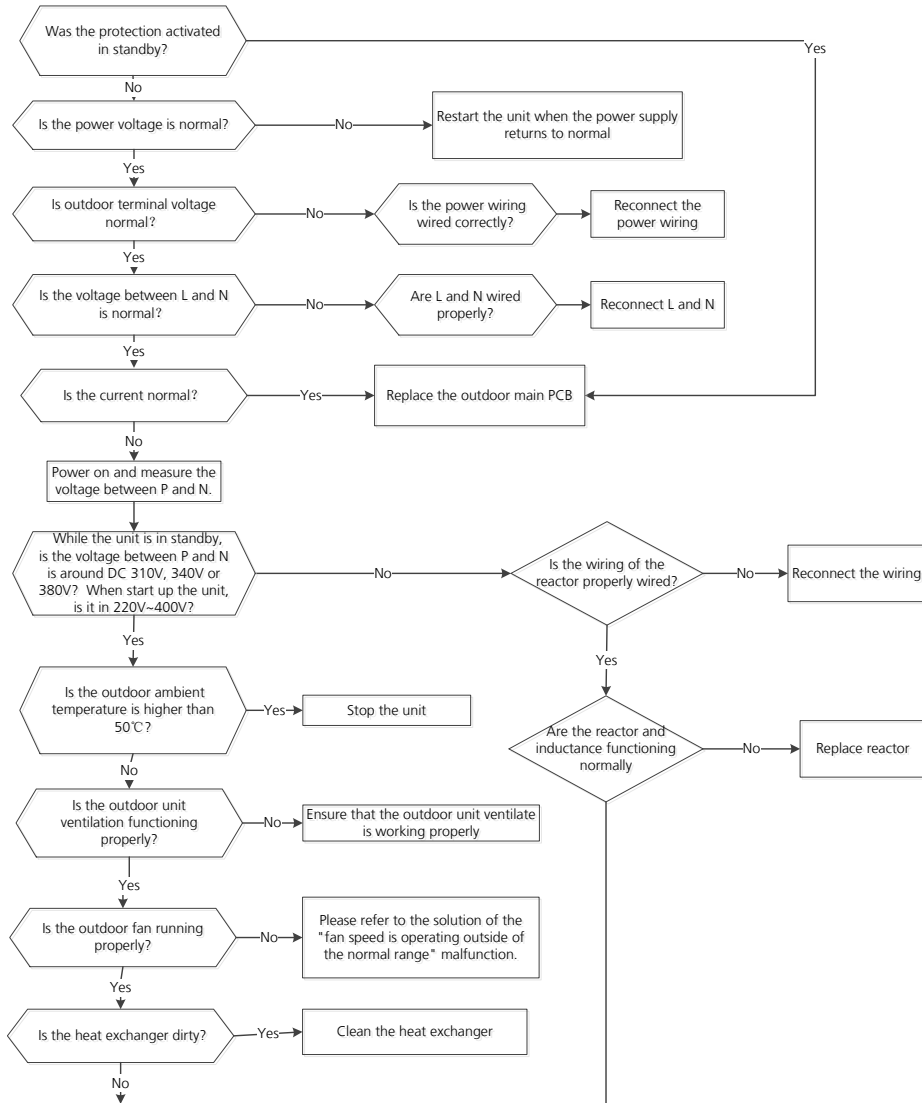 Was the protection activated
in standby?
Yes
No
Is the power voltage is normal?
No
Restart the unit when the power supply
returns to normal
Yes
Is outdoor terminal voltage
normal?
No
Is the power wiring
wired correctly?
Reconnect the
power wiring
Yes
Is the voltage between L and N
is normal?
No
Are L and N wired
properly?
Reconnect L and N
Yes
Is the current normal?
Yes
Replace the outdoor main PCB
No
Power on and measure the
voltage between P and N.
While the unit is in standby,
is the voltage between P and N
is around DC 310V, 340V or
380V? When start up the unit,
is it in 220V~400V?
No
Is the wiring of the
reactor properly wired?
No
Reconnect the wiring
Yes
Yes
Is the outdoor ambient
temperature is higher than
50℃?
Yes
Stop the unit
Are the reactor and
inductance functioning
normally
No
Replace reactor
No
Is the outdoor unit
ventilation functioning
properly?
No
Ensure that the outdoor unit ventilate
is working properly
Yes
Is the outdoor fan running
properly?
No
Please refer to the solution of the
"fan speed is operating outside of
the normal range" malfunction.
Yes
Is the heat exchanger dirty?
Yes
Clean the heat exchanger
No